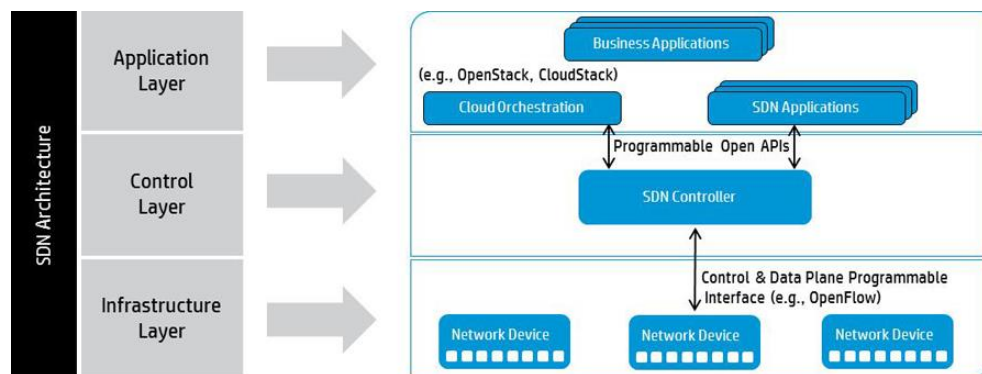 SDN Architecture
Application
Layer
Control
Layer
Infrastructure
Layer
Business Applications
(e.g., OpenStack, CloudStack)
Cloud Orchestration
SDN Applications
Programmable Open APIs
SDN Controller
Control & Data Plane Programmable
Interface (e.g., OpenFlow)
Network Device
Network Device
Network Device